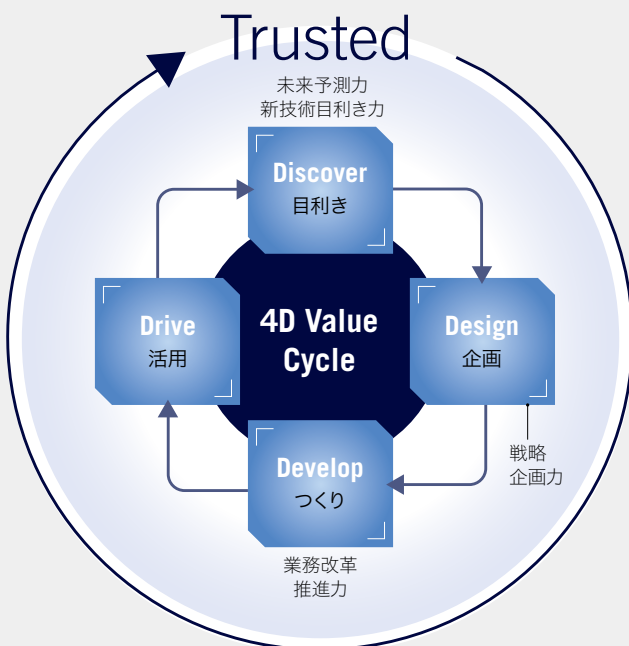 Trusted
未来予測力
新技術目利き力
Discover
目利き
Drive
活用
4D Value
Cycle
Design
企画
戦略
企画力
Develop
つくり
業務改革
推進力